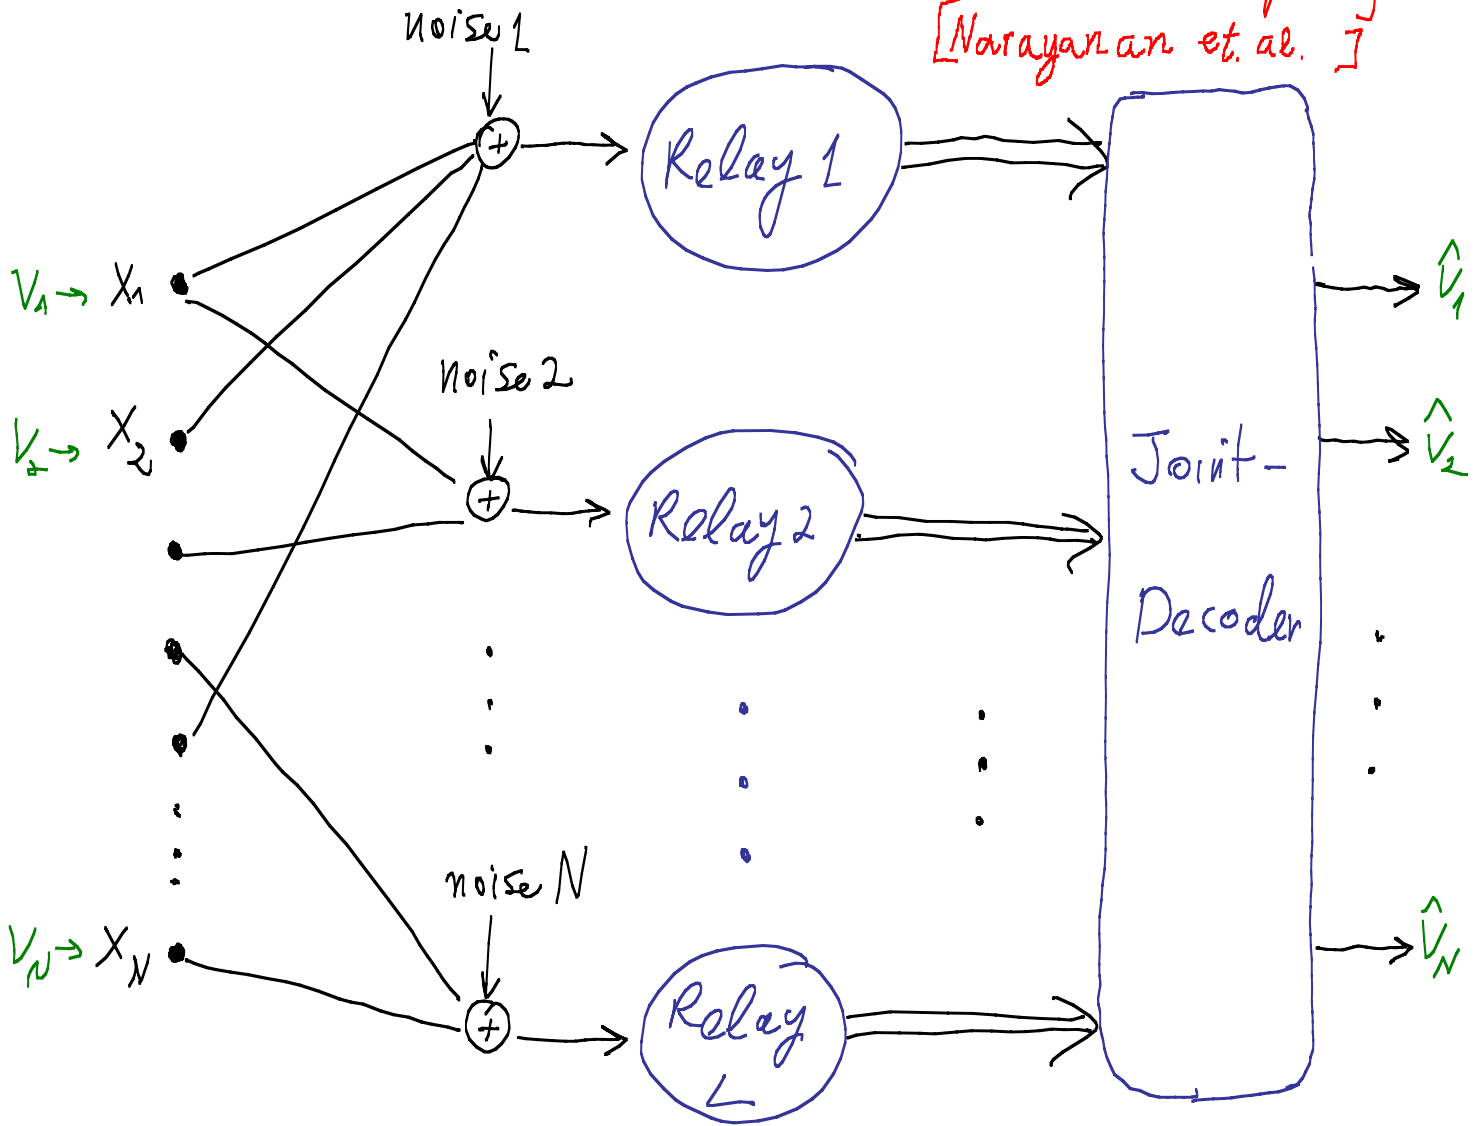 noise 1
[Narayanan et. al. ]
Relay 1
V1 → X1
V̂1
noise 2
V2 → X2
V̂2
Joint-
Relay 2
Decoder
noise N
VN → XN
V̂N
Relay
L